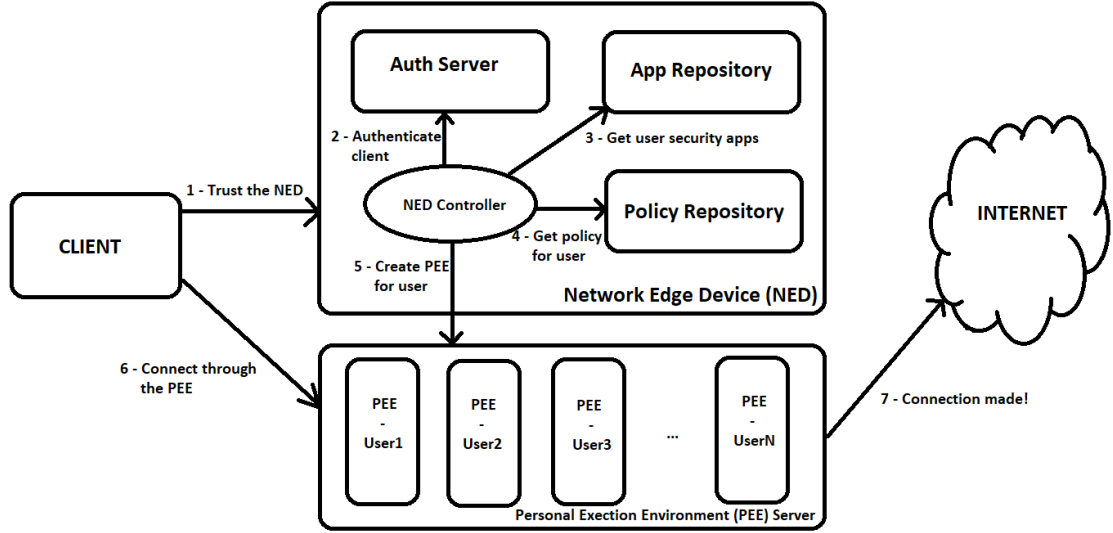 Auth Server
App Repository
2 - Authenticate
client
3 - Get user security apps
1 - Trust the NED
NED Controller
Policy Repository
INTERNET
CLIENT
4 - Get policy
for user
5 - Create PEE
for user
Network Edge Device (NED)
6 - Connect through
the PEE
7 - Connection made!
PEE
-
User1
PEE
-
User2
PEE
-
User3
...
PEE
-
UserN
Personal Exection Environment (PEE) Server